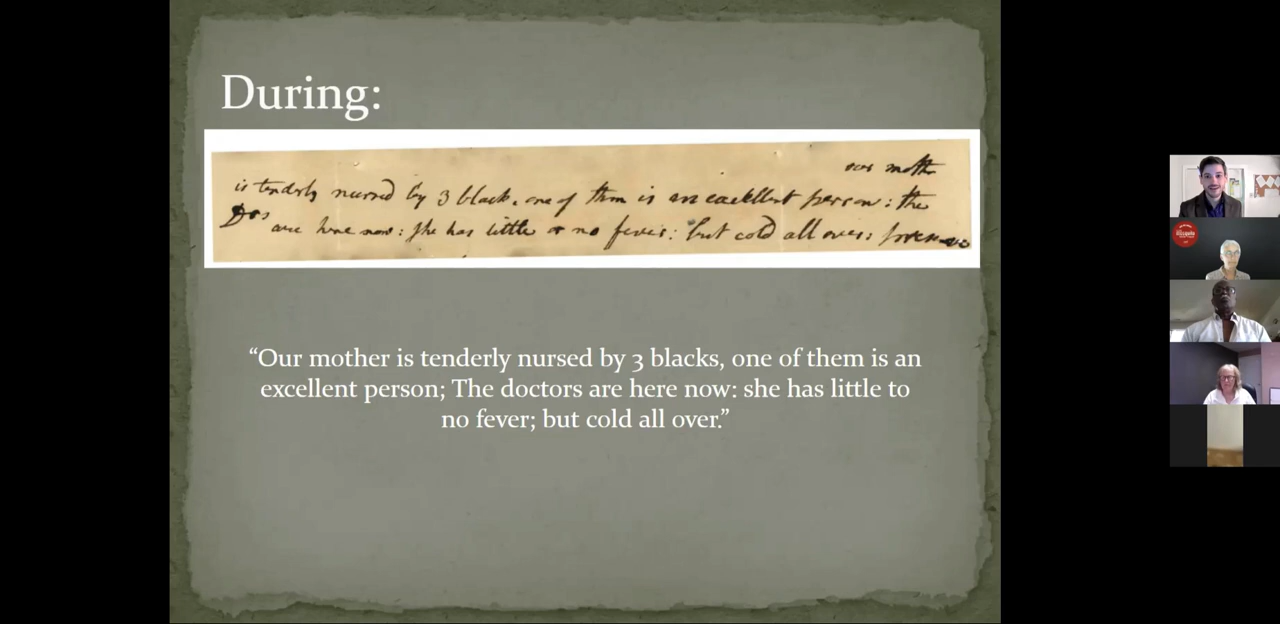 During:
our moth
is tenderly nursed by 3 black, one of them is an excellent person: the
Drs are here now: she has little or no fever: but cold all over:
“Our mother is tenderly nursed by 3 blacks, one of them is an
excellent person; The doctors are here now: she has little to
no fever; but cold all over.”